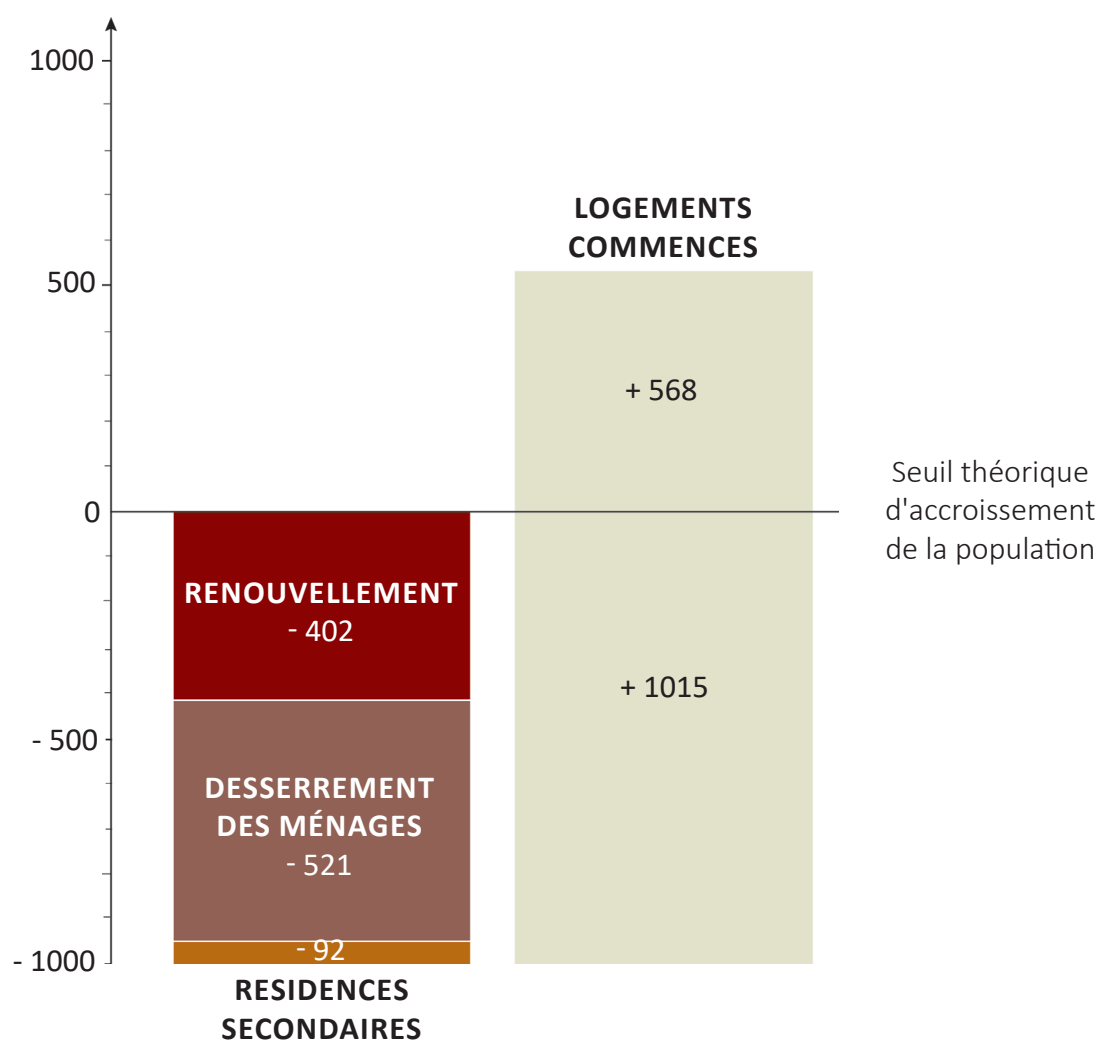 1000
LOGEMENTS
COMMENCES
500
+ 568
Seuil théorique
d'accroissement
de la population
0
RENOUVELLEMENT
- 402
+ 1015
- 500
DESSERREMENT
DES MÉNAGES
- 521
- 92
- 1000
RESIDENCES
SECONDAIRES